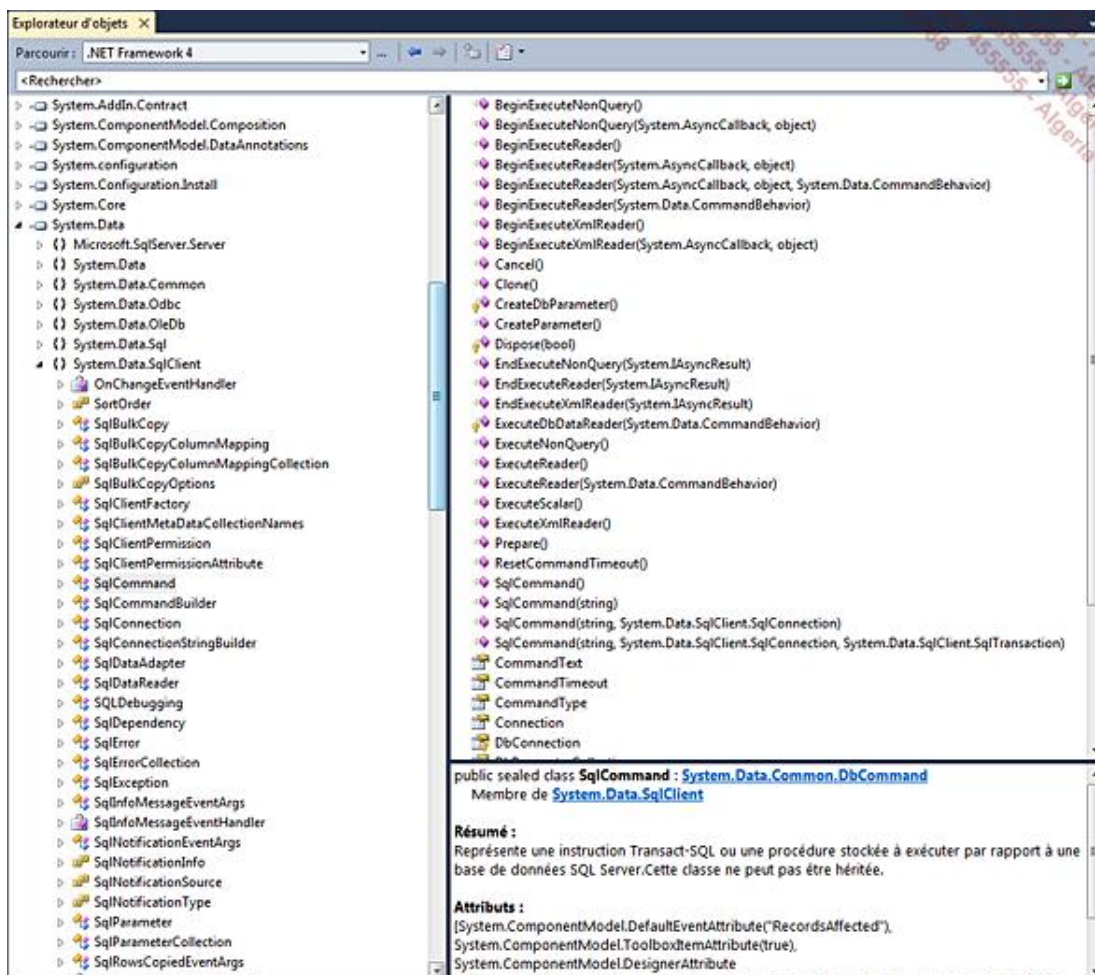 Explorateur d'objets
Parcourir : .NET Framework 4
...
<Rechercher>
System.AddIn.Contract
System.ComponentModel.Composition
System.ComponentModel.DataAnnotations
System.configuration
System.Configuration.Install
System.Core
System.Data
{} Microsoft.SqlServer.Server
{} System.Data
{} System.Data.Common
{} System.Data.Odbc
{} System.Data.OleDb
{} System.Data.Sql
{} System.Data.SqlClient
OnChangeEventHandler
SortOrder
SqlBulkCopy
SqlBulkCopyColumnMapping
SqlBulkCopyColumnMappingCollection
SqlBulkCopyOptions
SqlClientFactory
SqlClientMetaDataCollectionNames
SqlClientPermission
SqlClientPermissionAttribute
SqlCommand
SqlCommandBuilder
SqlConnection
SqlConnectionStringBuilder
SqlDataAdapter
SqlDataReader
SQLDebugging
SqlDependency
SqlError
SqlErrorCollection
SqlException
SqlInfoMessageEventArgs
SqlInfoMessageEventHandler
SqlNotificationEventArgs
SqlNotificationInfo
SqlNotificationSource
SqlNotificationType
SqlParameter
SqlParameterCollection
SqlRowsCopiedEventArgs
BeginExecuteNonQuery()
BeginExecuteNonQuery(System.AsyncCallback, object)
BeginExecuteReader()
BeginExecuteReader(System.AsyncCallback, object)
BeginExecuteReader(System.AsyncCallback, object, System.Data.CommandBehavior)
BeginExecuteReader(System.Data.CommandBehavior)
BeginExecuteXmlReader()
BeginExecuteXmlReader(System.AsyncCallback, object)
Cancel()
Clone()
CreateDbParameter()
CreateParameter()
Dispose(bool)
EndExecuteNonQuery(System.IAsyncResult)
EndExecuteReader(System.IAsyncResult)
EndExecuteXmlReader(System.IAsyncResult)
ExecuteDbDataReader(System.Data.CommandBehavior)
ExecuteNonQuery()
ExecuteReader()
ExecuteReader(System.Data.CommandBehavior)
ExecuteScalar()
ExecuteXmlReader()
Prepare()
ResetCommandTimeout()
SqlCommand()
SqlCommand(string)
SqlCommand(string, System.Data.SqlClient.SqlConnection)
SqlCommand(string, System.Data.SqlClient.SqlConnection, System.Data.SqlClient.SqlTransaction)
CommandText
CommandTimeout
CommandType
Connection
DbConnection
public sealed class SqlCommand : System.Data.Common.DbCommand
Membre de System.Data.SqlClient
Résumé :
Représente une instruction Transact-SQL ou une procédure stockée à exécuter par rapport à une
base de données SQL Server.Cette classe ne peut pas être héritée.
Attributs :
[System.ComponentModel.DefaultEventAttribute("RecordsAffected"),
System.ComponentModel.ToolboxItemAttribute(true),
System.ComponentModel.DesignerAttribute